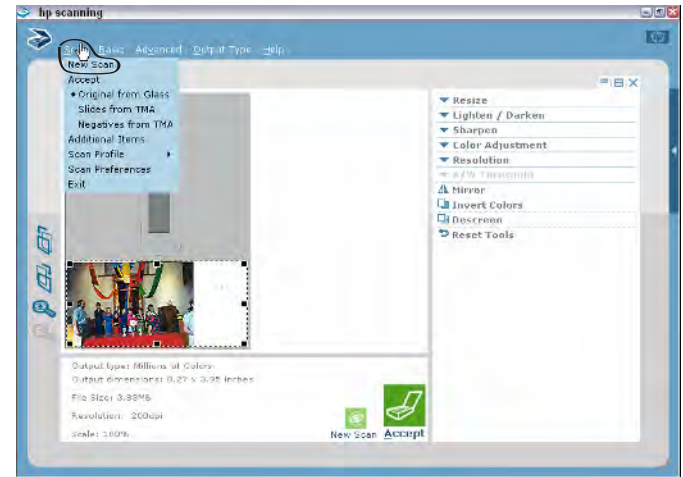 hp scanning
Scan Basic Advanced Output Type Help
New Scan
Accept
• Original from Glass
Slides from TMA
Negatives from TMA
Additional Items
Scan Profile
Scan Preferences
Exit
Resize
Lighten / Darken
Sharpen
Color Adjustment
Resolution
B/W Threshold
Mirror
Invert Colors
Descreen
Reset Tools
Output type: Millions of Colors
Output dimensions: x 3.95 inches
File Size: 3.83MB
Resolution: 200dpi
Scale: 100%
New Scan Accept